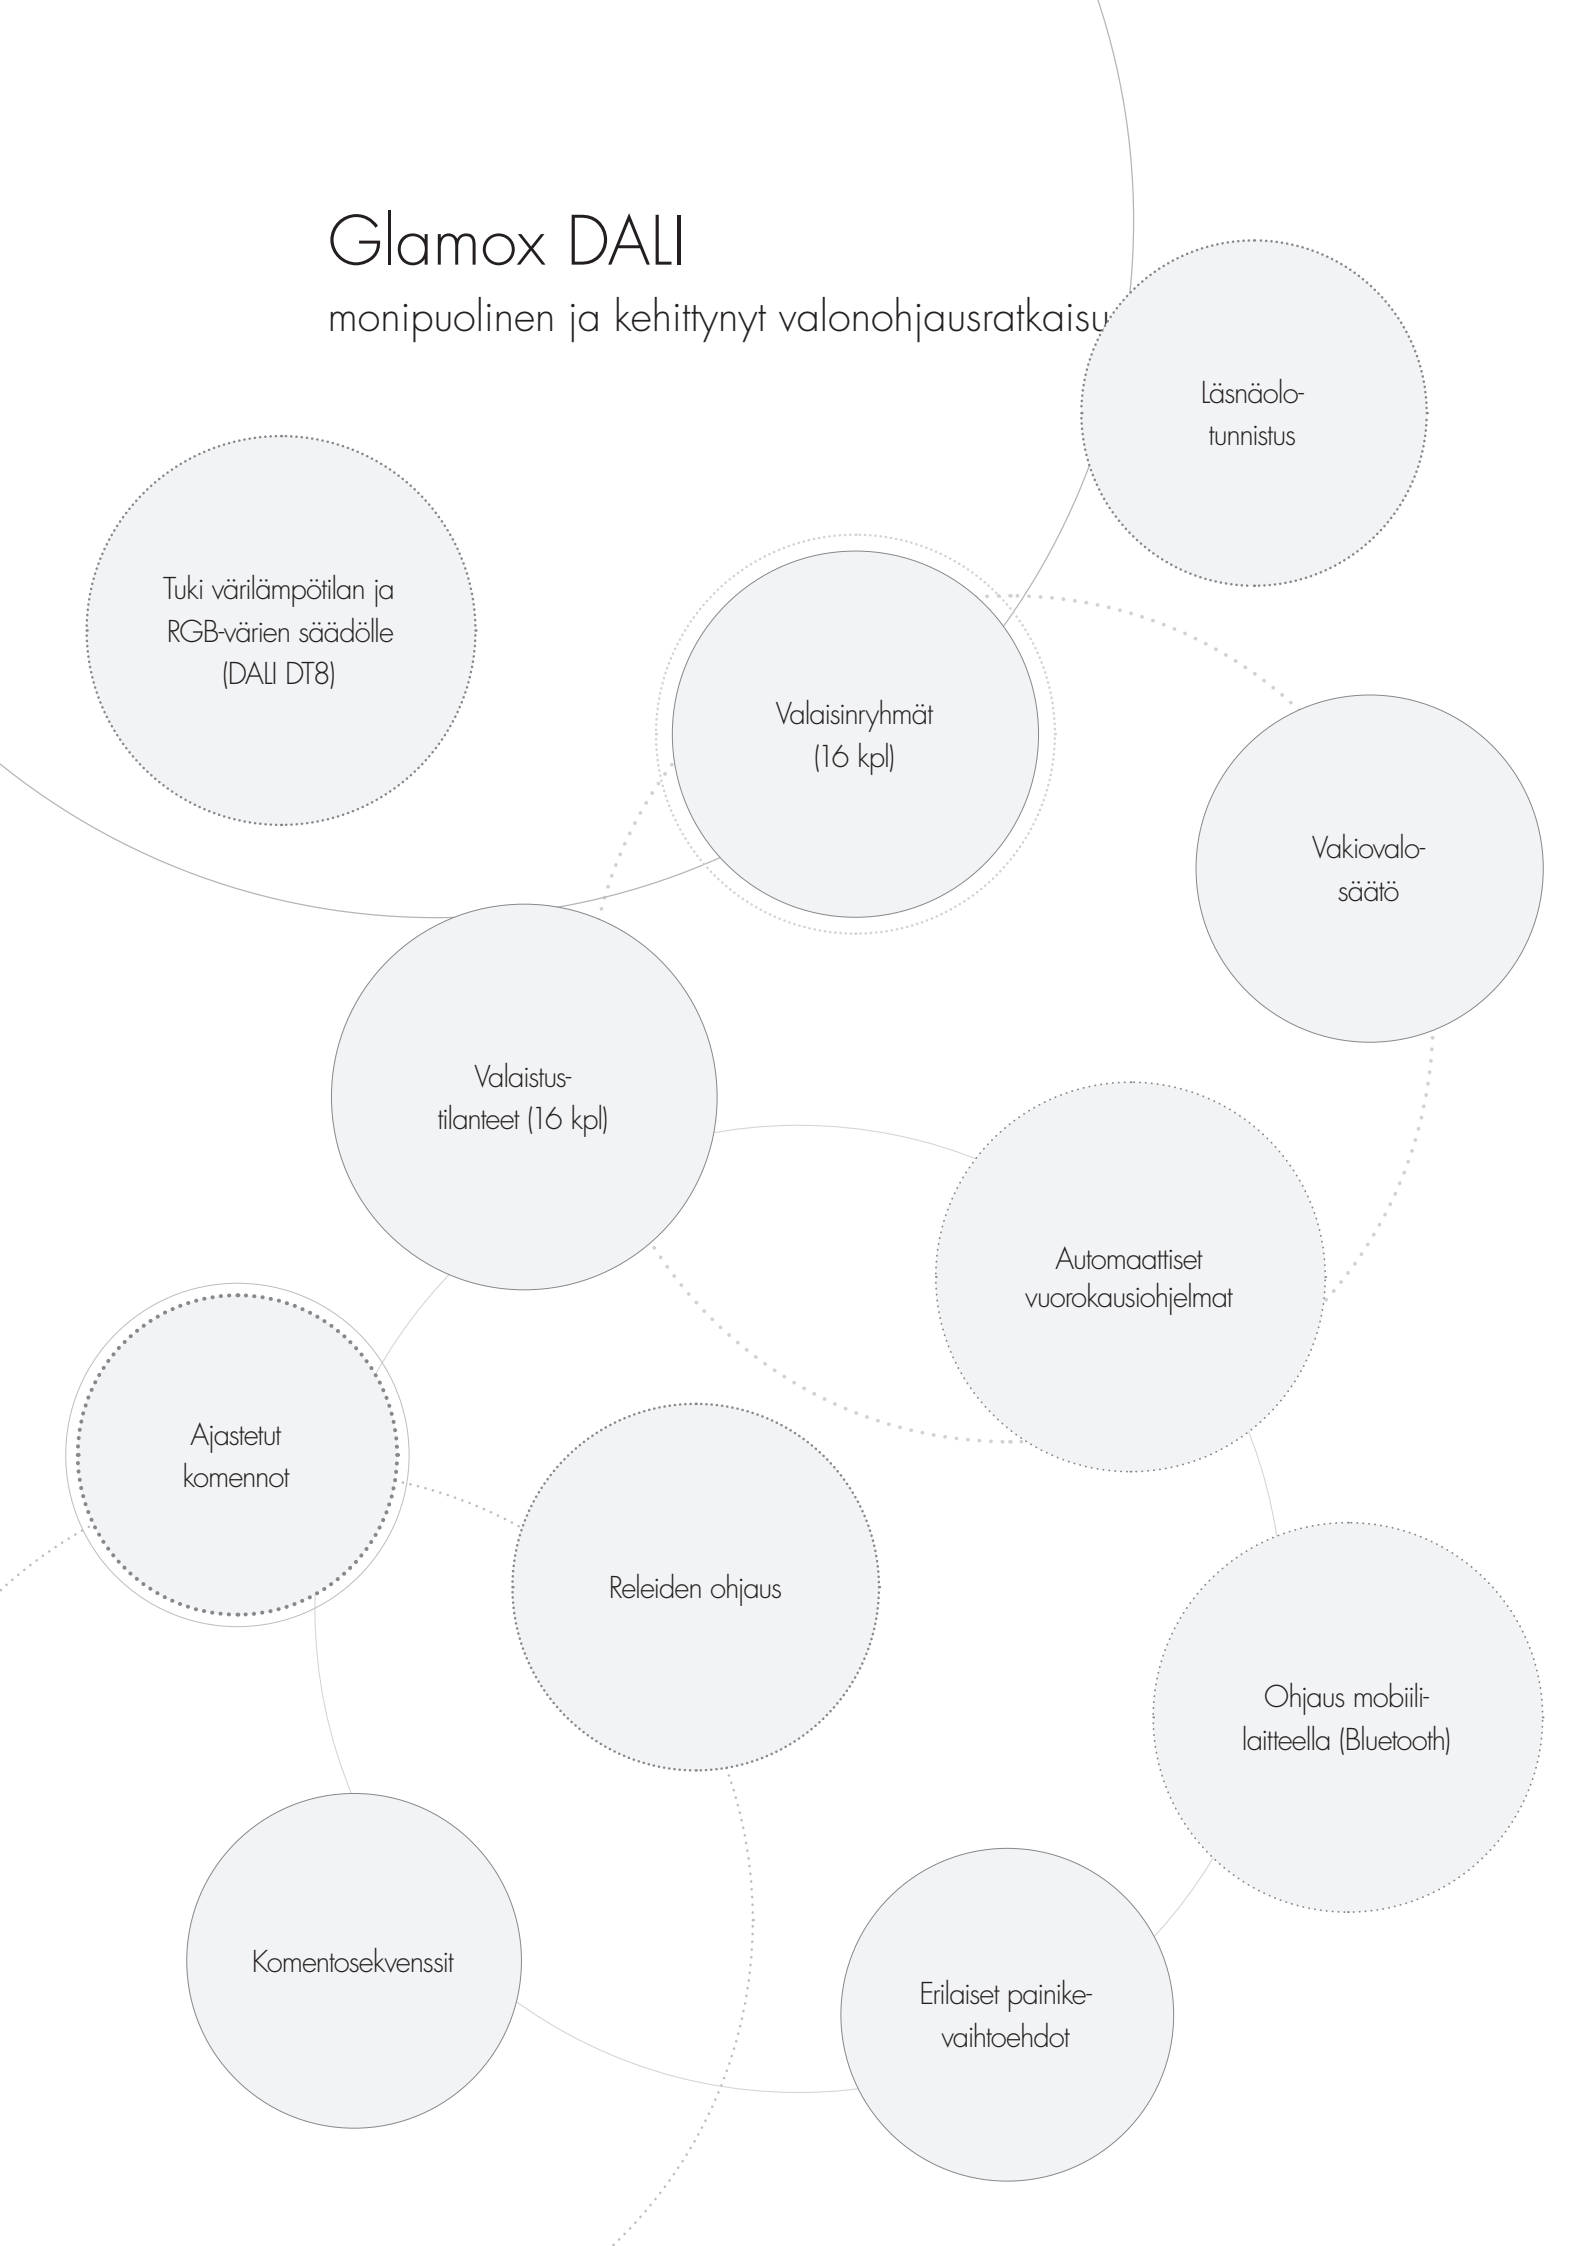 Glamox DALI
monipuolinen ja kehittynyt valonohjausratkaisu
Läsnäolo-
tunnistus
Tuki värilämpötilan ja
RGB-värien säädölle
(DALI DT8)
Valaisinryhmät
(16 kpl)
Vakiovalo-
säätö
Valaistus-
tilanteet (16 kpl)
Automaattiset
vuorokausiohjelmat
Ajastetut
komennot
Releiden ohjaus
Ohjaus mobiili-
laitteella (Bluetooth)
Komentosekvenssit
Erilaiset painike-
vaihtoehdot